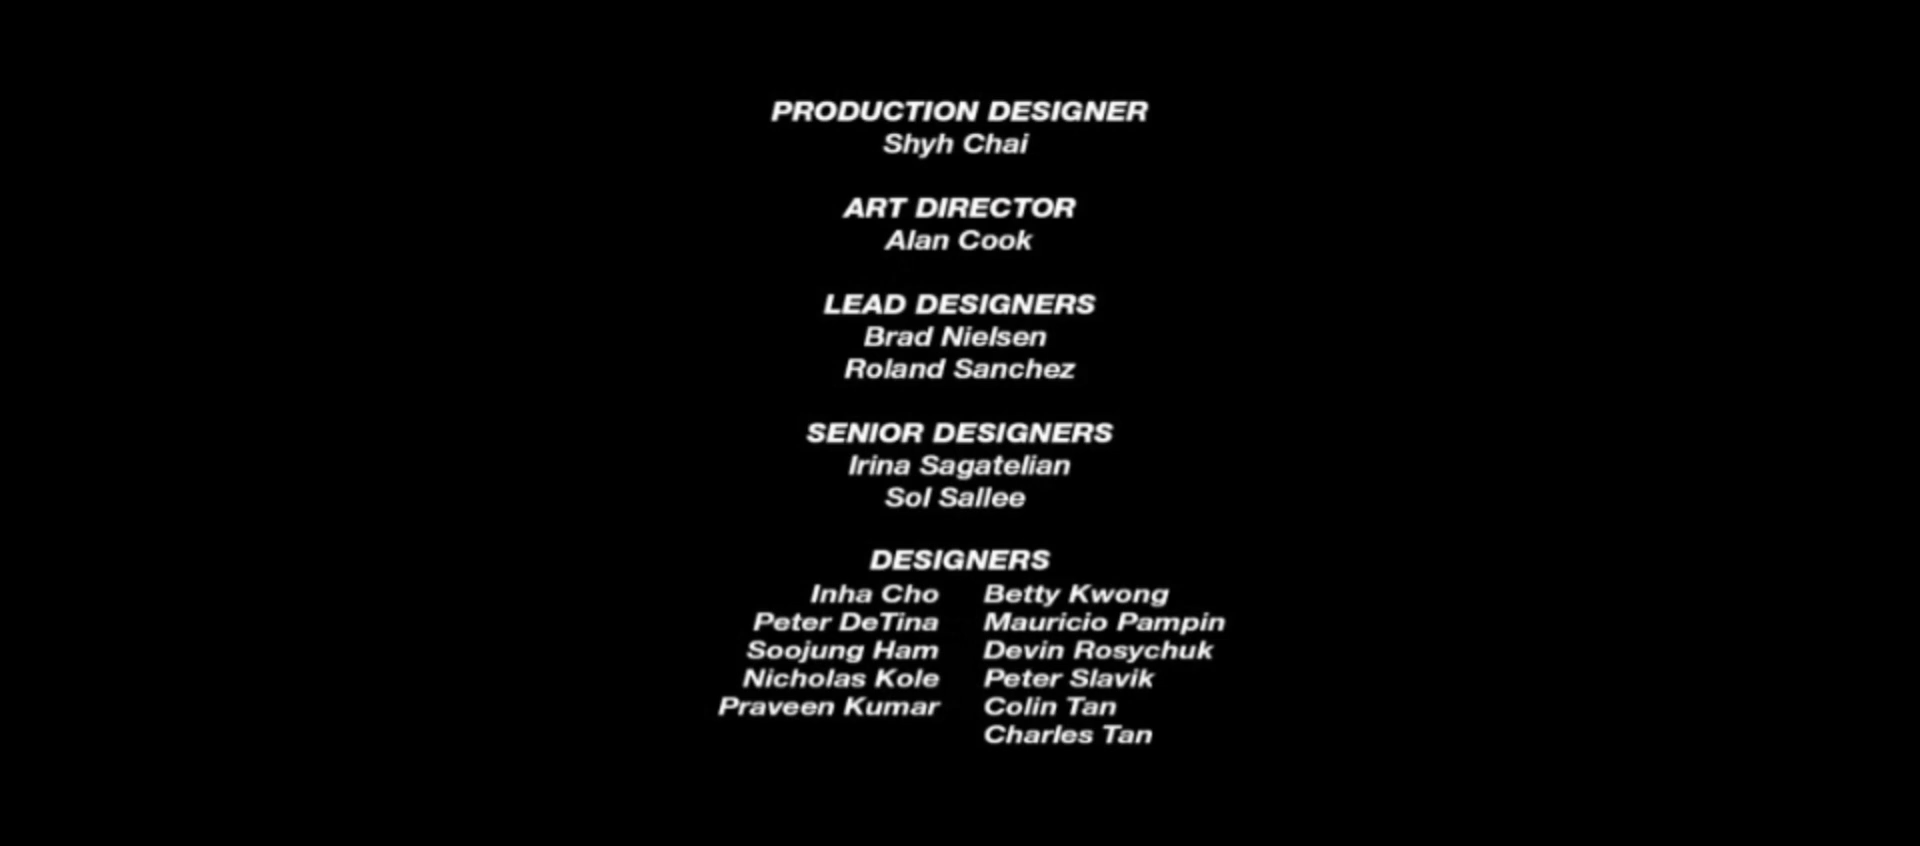 PRODUCTION DESIGNER
Shyh Chai
ART DIRECTOR
Alan Cook
LEAD DESIGNERS
Brad Nielsen
Roland Sanchez
SENIOR DESIGNERS
Irina Sagatelian
Sol Sallee
DESIGNERS
Inha Cho
Peter DeTina
Soojung Ham
Nicholas Kole
Praveen Kumar
Betty Kwong
Mauricio Pampin
Devin Rosychuk
Peter Slavik
Colin Tan
Charles Tan